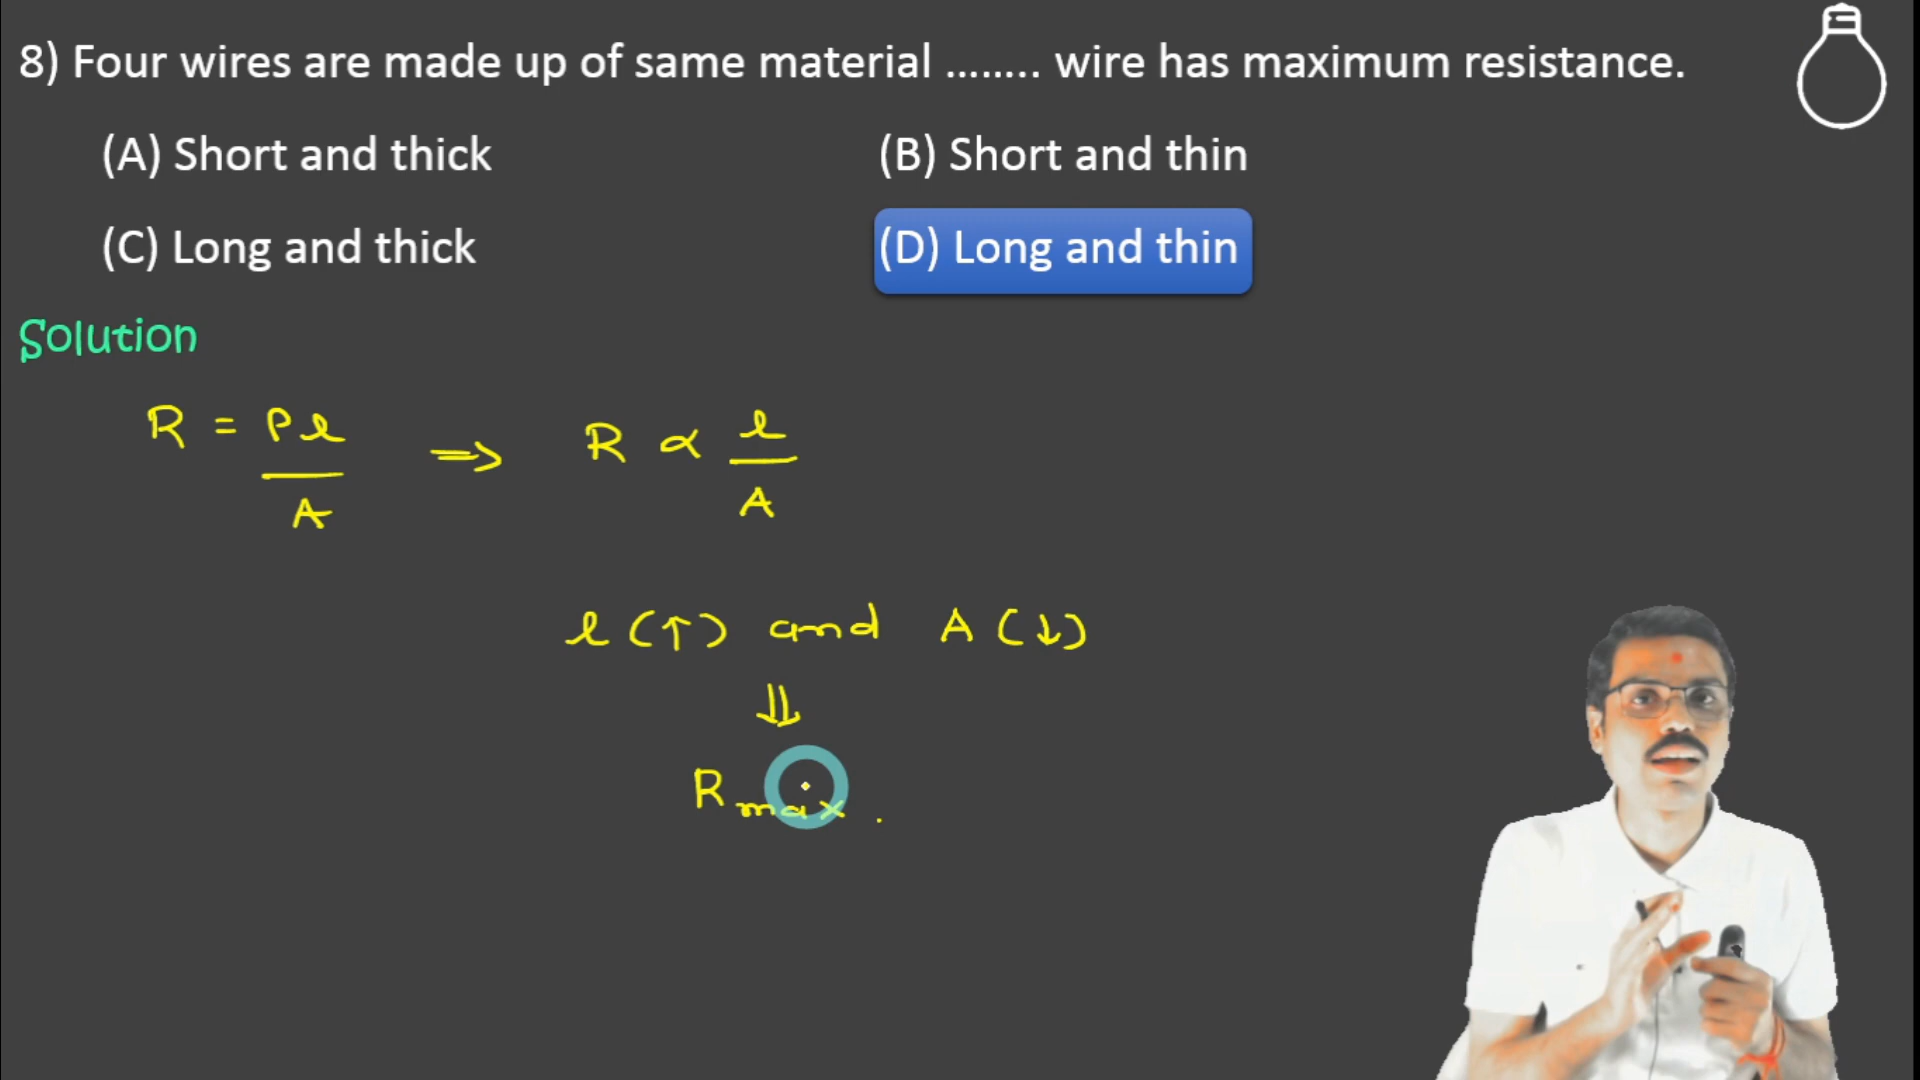 8) Four wires are made up of same material ........ wire has maximum resistance.
(A) Short and thick (B) Short and thin
(C) Long and thick (D) Long and thin
Solution
R = ρl/A ⇒ R ∝ l/A
l (↑) and A (↓)
⇓
R max .